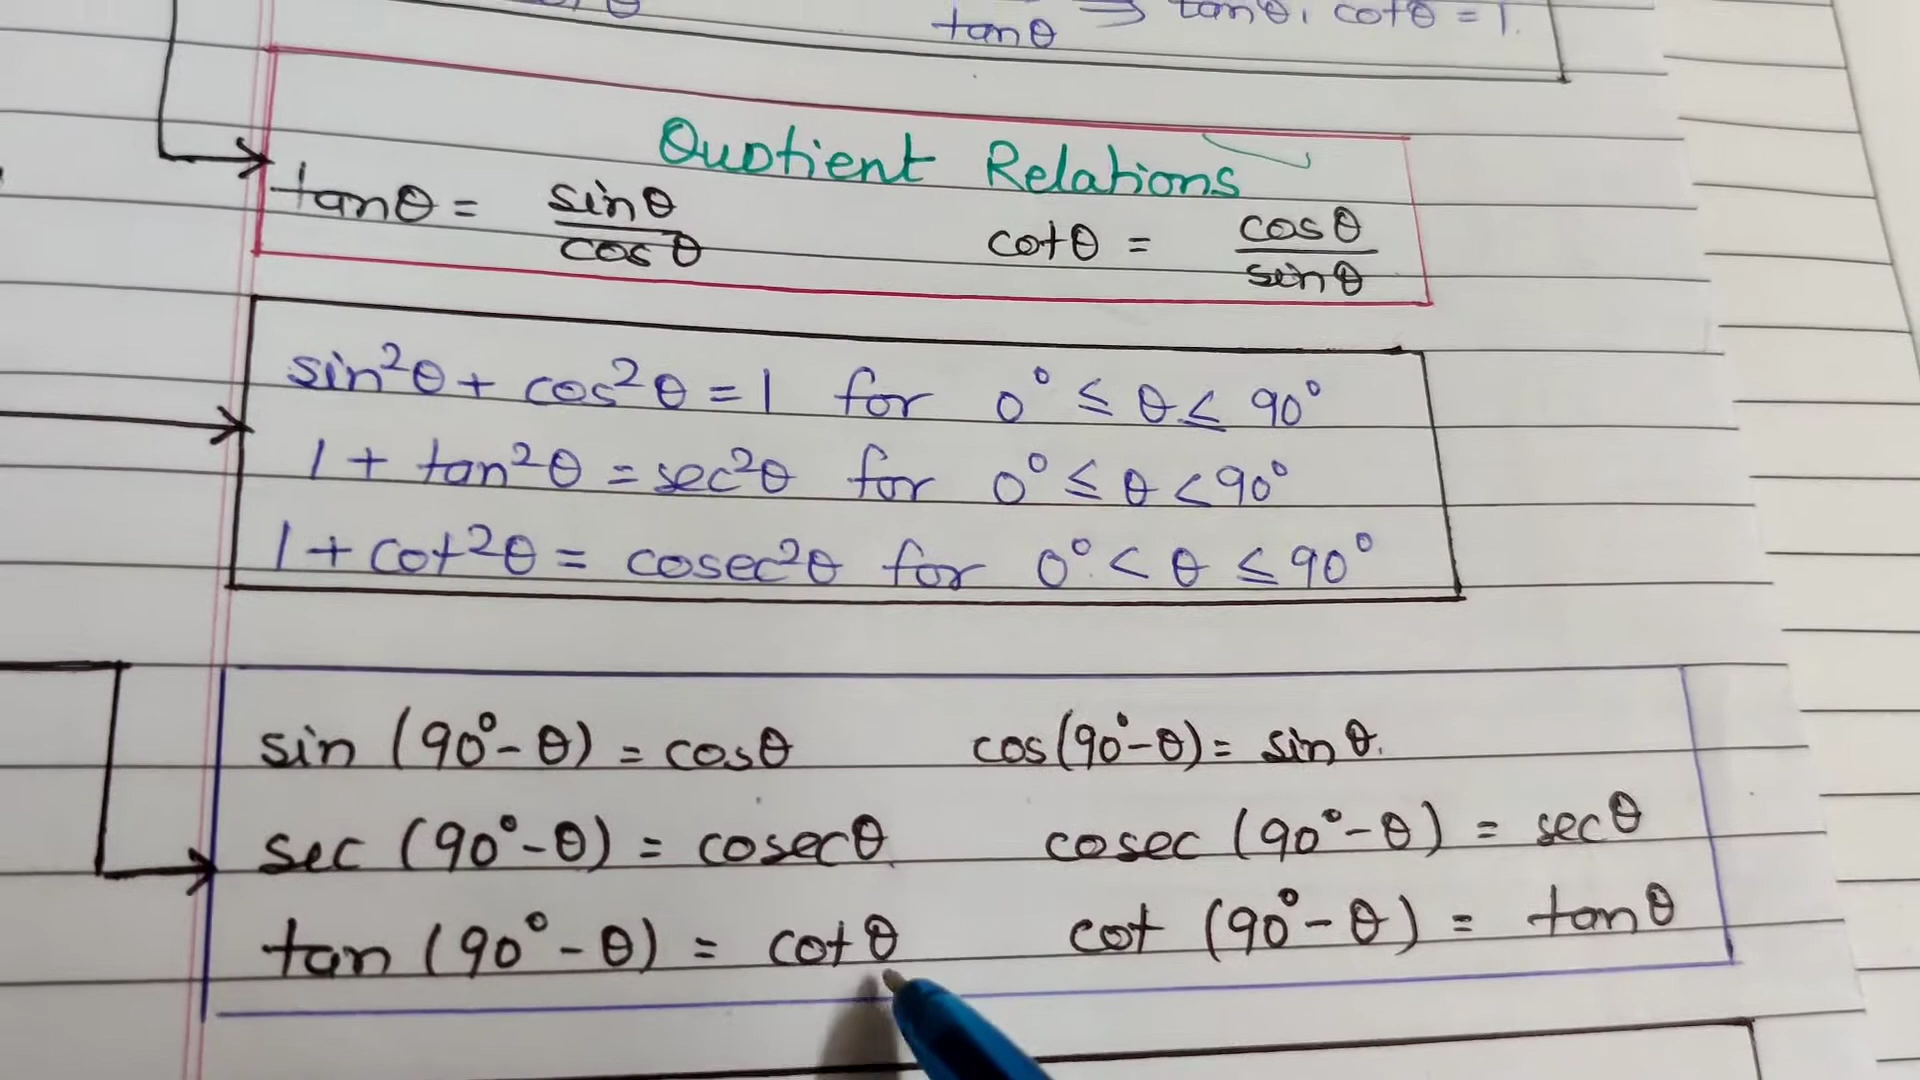 tanθ ⇒ tanθ. cotθ = 1.
Quotient Relations
tanθ = sinθ/cosθ cotθ = cosθ/sinθ
sin²θ + cos²θ = 1 for 0° ≤ θ ≤ 90°
1 + tan²θ = sec²θ for 0° ≤ θ < 90°
1 + cot²θ = cosec²θ for 0° < θ ≤ 90°
sin (90° - θ) = cosθ cos(90° - θ) = sinθ.
sec (90° - θ) = cosecθ cosec (90° - θ) = secθ
tan (90° - θ) = cotθ cot (90° - θ) = tanθ